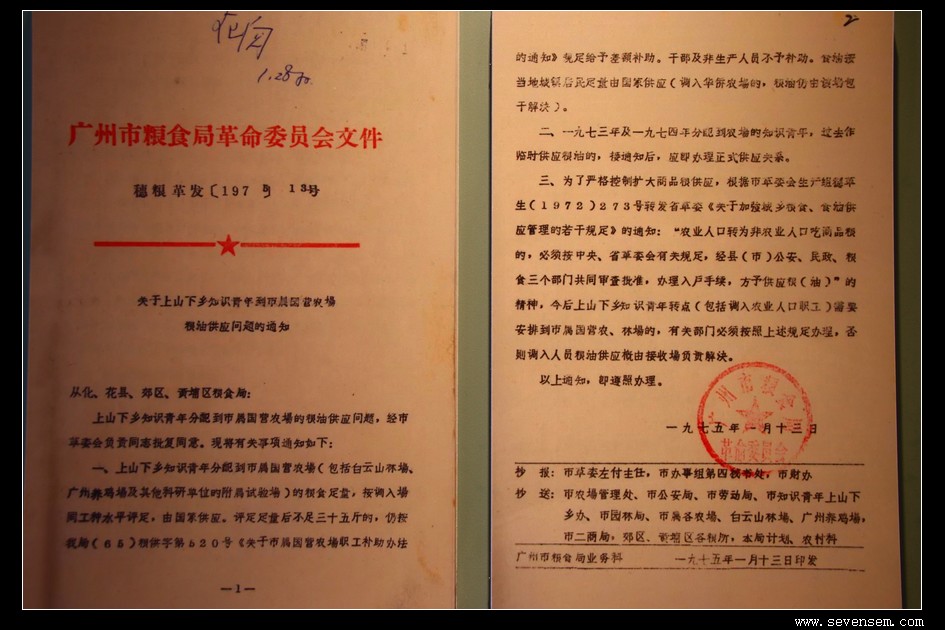 1.28
广州市粮食局革命委员会文件
穗粮革发〔1975〕13号
关于上山下乡知识青年到市属国营农场
粮油供应问题的通知
从化、花县、郊区、黄埔区粮食局：
上山下乡知识青年分配到市属国营农场的粮油供应问题，经市
革委会负责同志批复同意。现将有关事项通知如下：
一、上山下乡知识青年分配到市属国营农场（包括白云山林场、
广州养鸡场及其他科研单位的附属试验场）的粮食定量，按调入场
同工种水平评定，由国家供应。评定定量后不足三十五斤的，仍按
我局（65）粮供字第520号《关于市属国营农场职工补助办法
—1—
2
的通知》规定给予差额补助。干部及非生产人员不予补助。食油按
当地城镇居民定量由国家供应（调入华侨农场的，粮油仍由该场包
干解决）。
二、一九七三年及一九七四年分配到农场的知识青年，过去作
临时供应粮油的，接通知后，应即办理正式供应关系。
三、为了严格控制扩大商品粮供应，根据市革委会生产组穗革
生（1972）273号转发省革委《关于加强城乡粮食、食油供
应管理的若干规定》的通知：“农业人口转为非农业人口吃商品粮
的，必须按中央、省革委会有关规定，经县（市）公安、民政、粮
食三个部门共同审查批准，办理入户手续，方予供应粮（油）”的
精神，今后上山下乡知识青年转点（包括调入农业人口职工）需要
安排到市属国营农、林场的，有关部门必须按照上述规定办理，否
则调入人员粮油供应概由接收场负责解决。
以上通知，即遵照办理。
广州市粮食局
革命委员会
一九七五年一月十三日
抄 报：市革委左付主任，市办事组第四秘书处，市财办
抄 送：市农场管理处、市公安局、市劳动局、市知识青年上山下
乡办、市园林局、市属各农场、白云山林场、广州养鸡场，
市二商局，郊区、黄埔区各粮所，本局计划、农村科
广州市粮食局业务科 一九七五年一月十三日印发
www.sevensem.com